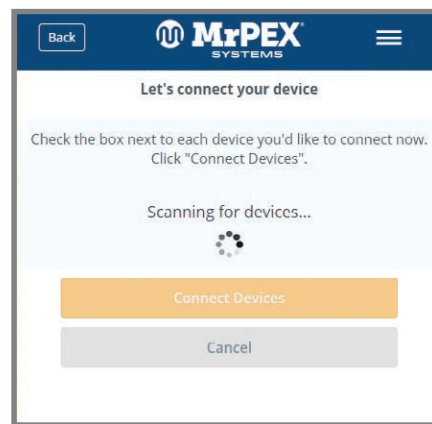 Back
MrPEX
SYSTEMS
Let's connect your device
Check the box next to each device you'd like to connect now.
Click "Connect Devices".
Scanning for devices...
Connect Devices
Cancel